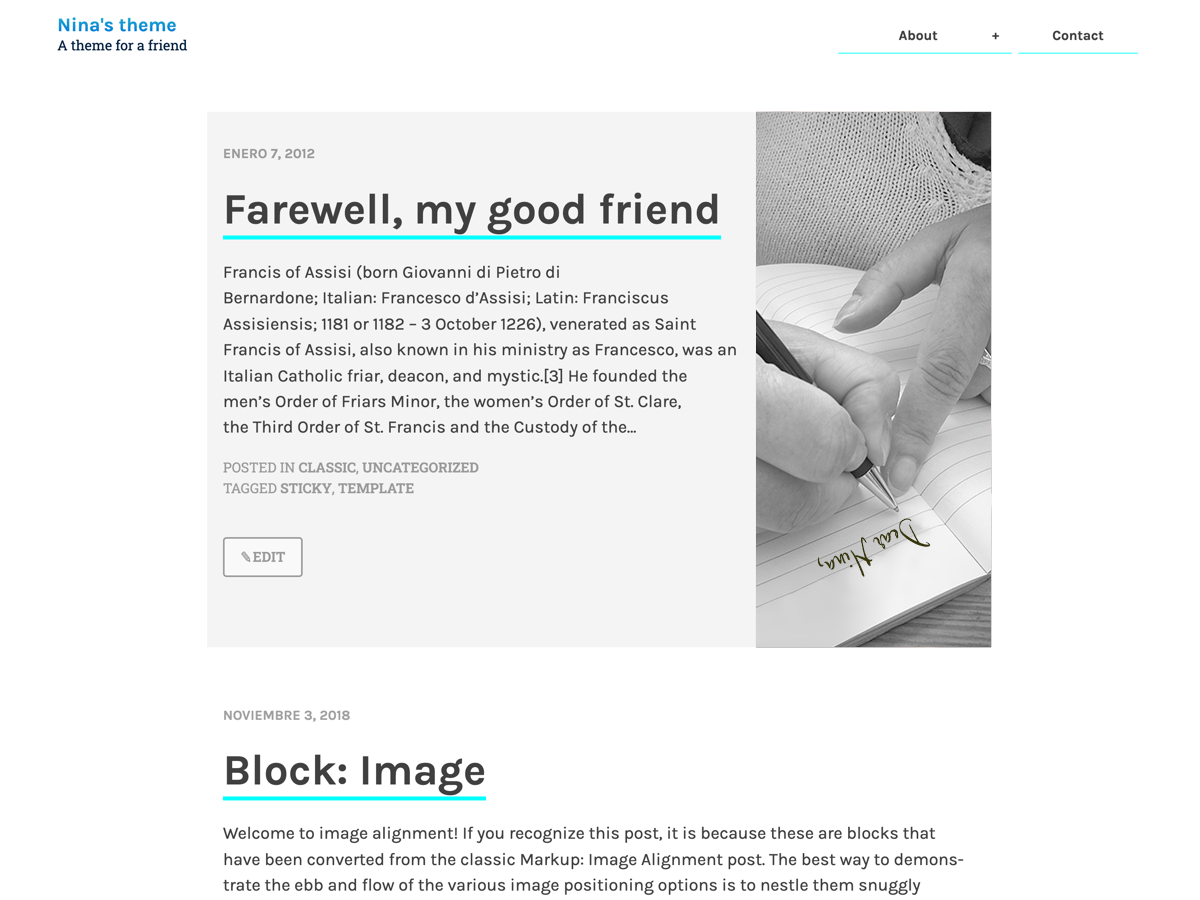 Nina's theme
A theme for a friend
About +
Contact
ENERO 7, 2012
Farewell, my good friend
Francis of Assisi (born Giovanni di Pietro di
Bernardone; Italian: Francesco d’Assisi; Latin: Franciscus
Assisiensis; 1181 or 1182 – 3 October 1226), venerated as Saint
Francis of Assisi, also known in his ministry as Francesco, was an
Italian Catholic friar, deacon, and mystic.[3] He founded the
men’s Order of Friars Minor, the women’s Order of St. Clare,
the Third Order of St. Francis and the Custody of the…
POSTED IN CLASSIC, UNCATEGORIZED
TAGGED STICKY, TEMPLATE
✎EDIT
Dear Nina,
NOVIEMBRE 3, 2018
Block: Image
Welcome to image alignment! If you recognize this post, it is because these are blocks that
have been converted from the classic Markup: Image Alignment post. The best way to demons-
trate the ebb and flow of the various image positioning options is to nestle them snuggly